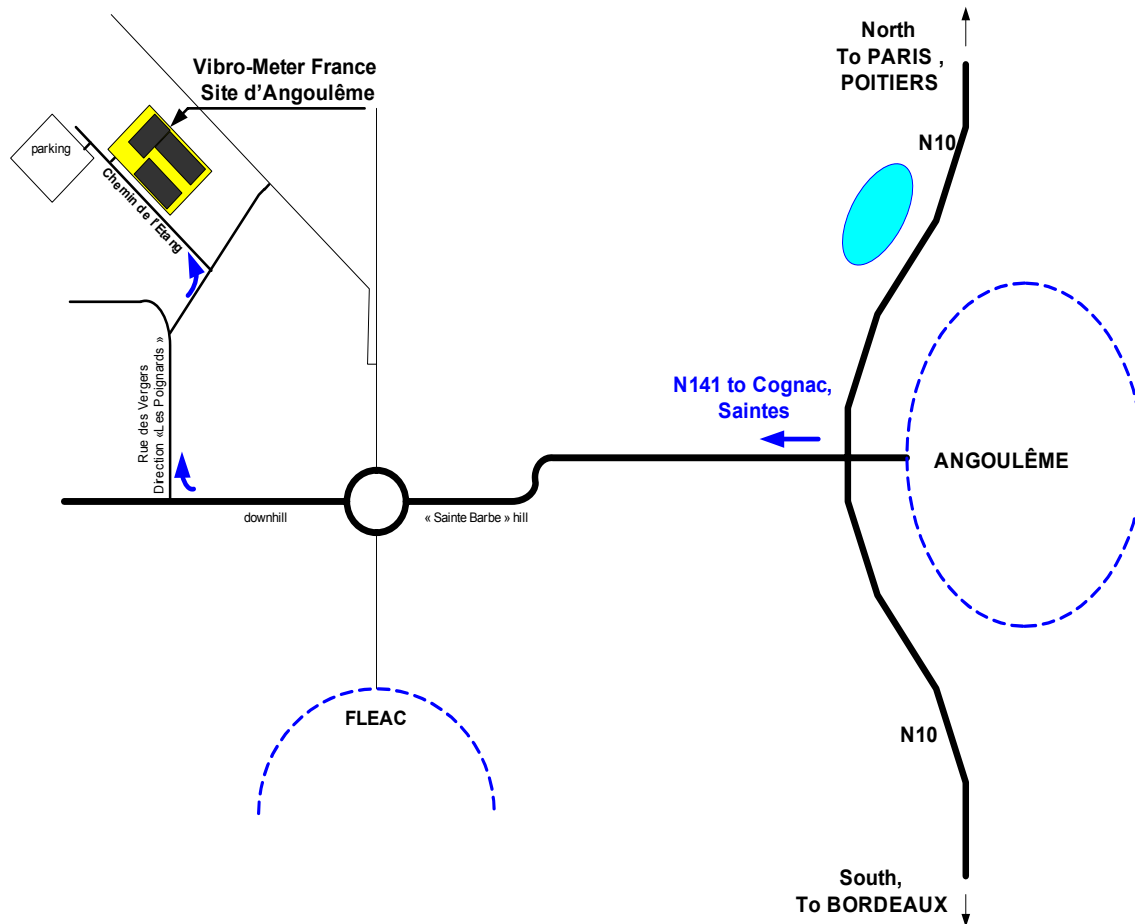 North
To PARIS ,
POITIERS
Vibro-Meter France
Site d'Angoulême
N10
parking
Chemin de l'Etang
N141 to Cognac,
Saintes
Rue des Vergers
Direction «Les Poignards »
ANGOULÊME
downhill
« Sainte Barbe » hill
FLEAC
N10
South,
To BORDEAUX